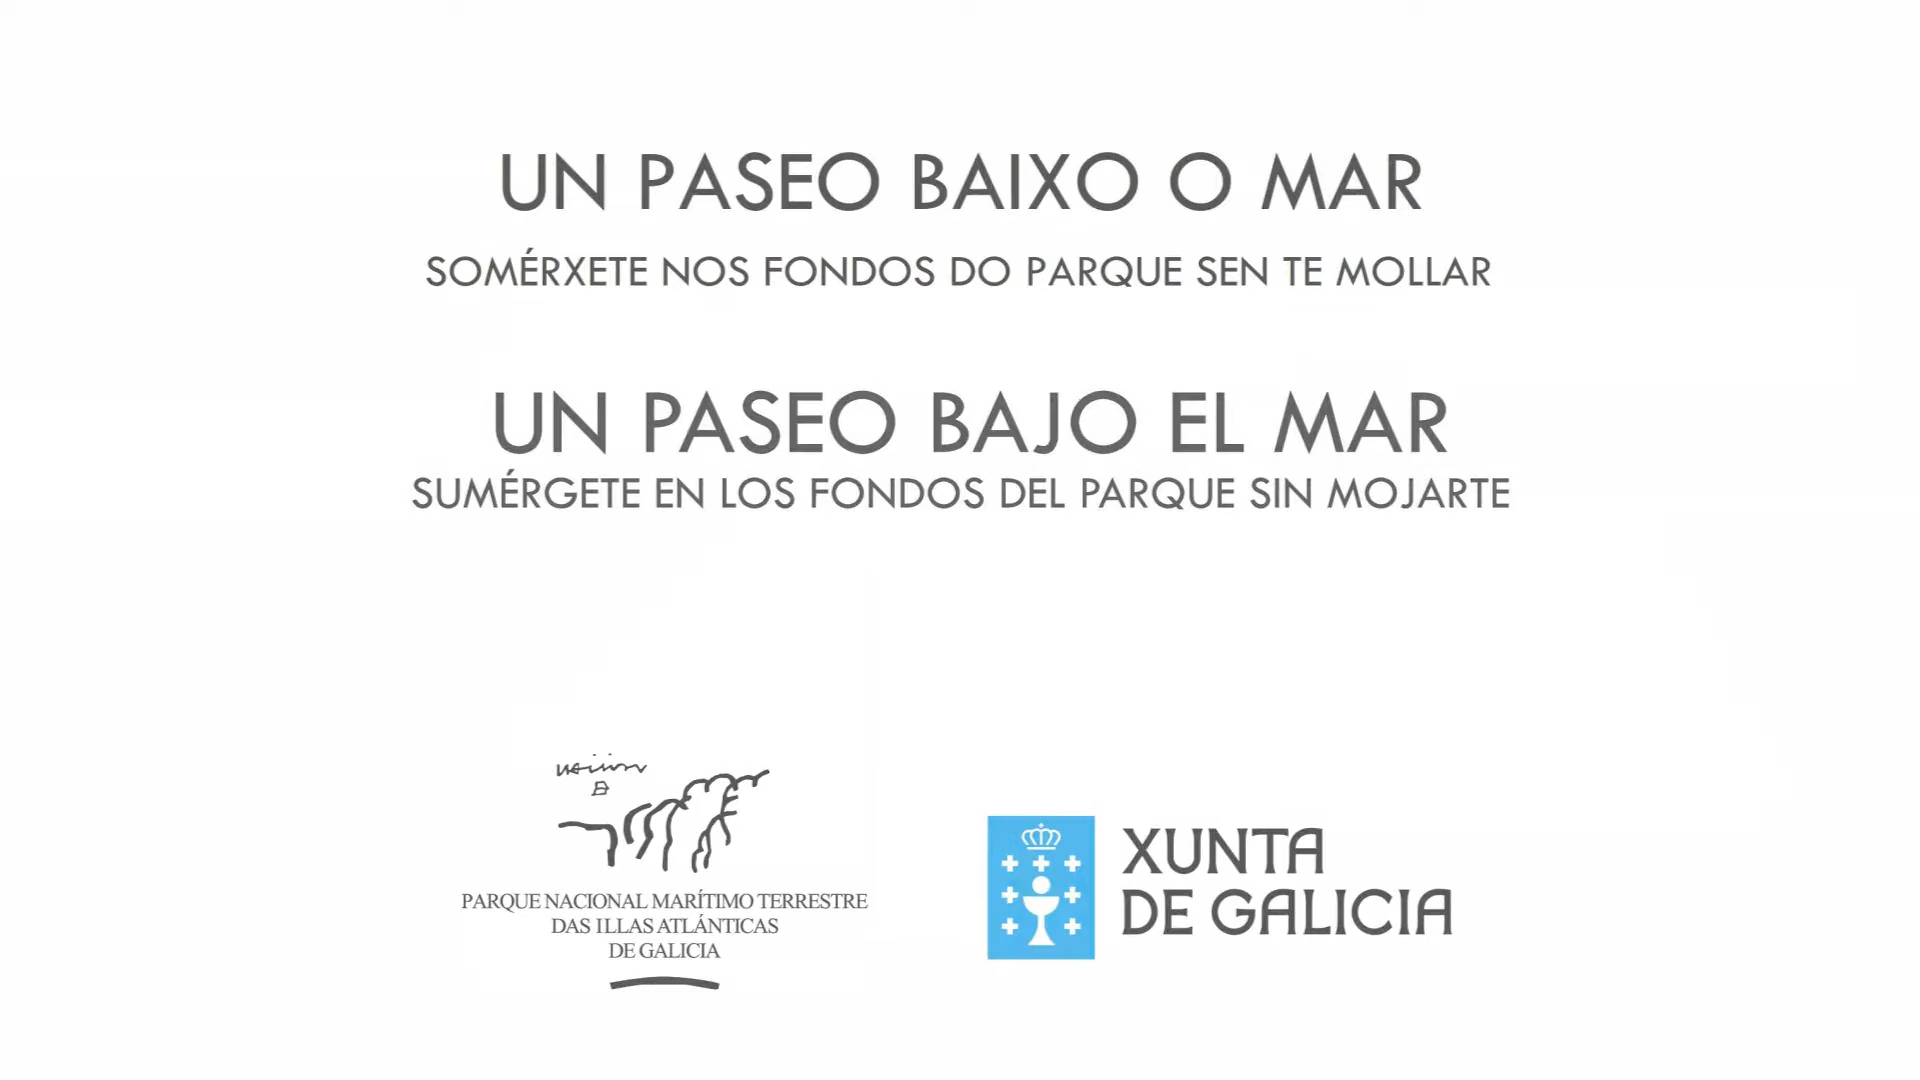 UN PASEO BAIXO O MAR
SOMÉRXETE NOS FONDOS DO PARQUE SEN TE MOLLAR
UN PASEO BAJO EL MAR
SUMÉRGETE EN LOS FONDOS DEL PARQUE SIN MOJARTE
PARQUE NACIONAL MARÍTIMO TERRESTRE
DAS ILLAS ATLÁNTICAS
DE GALICIA
XUNTA
DE GALICIA